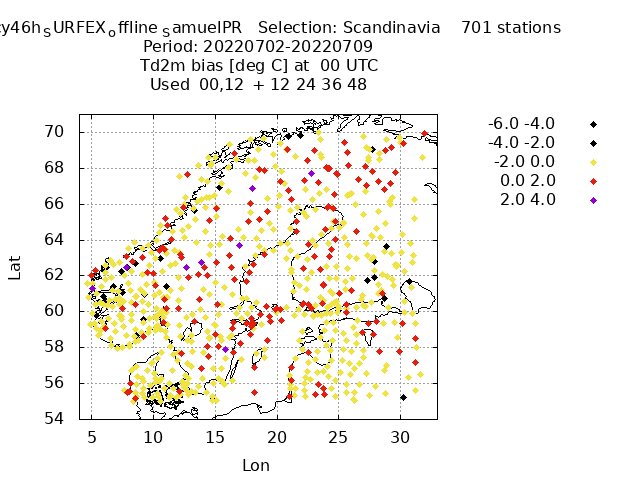 cy46h_SURFEX_offline_SamuelPR Selection: Scandinavia 701 stations
Period: 20220702-20220709
Td2m bias [deg C] at 00 UTC
Used 00,12 + 12 24 36 48
-6.0 -4.0
-4.0 -2.0
-2.0 0.0
0.0 2.0
2.0 4.0
70
68
66
64
62
60
58
56
54
Lat
5 10 15 20 25 30
Lon